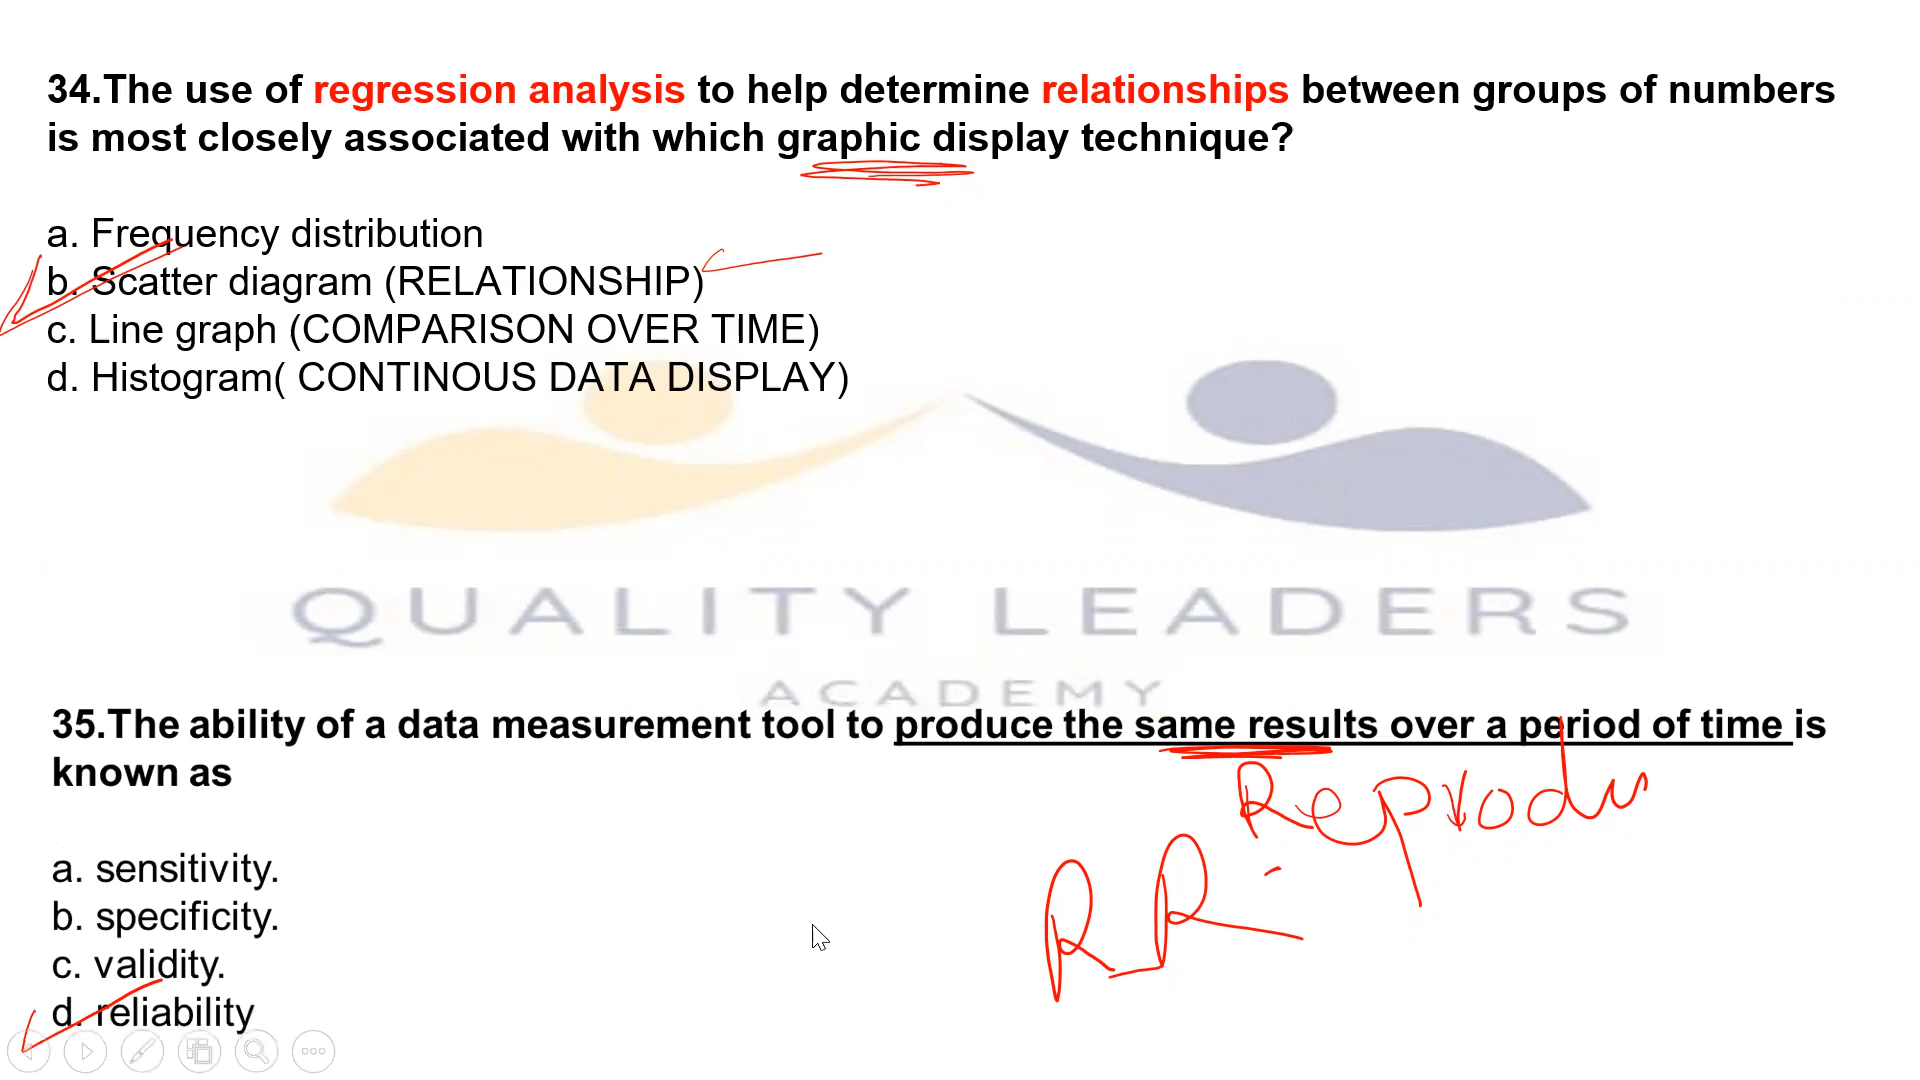 34.The use of regression analysis to help determine relationships between groups of numbers
is most closely associated with which graphic display technique?
a. Frequency distribution
b. Scatter diagram (RELATIONSHIP)
c. Line graph (COMPARISON OVER TIME)
d. Histogram( CONTINOUS DATA DISPLAY)
QUALITY LEADERS
ACADEMY
35.The ability of a data measurement tool to produce the same results over a period of time is
known as
Reprodu
RR
a. sensitivity.
b. specificity.
c. validity.
d. reliability